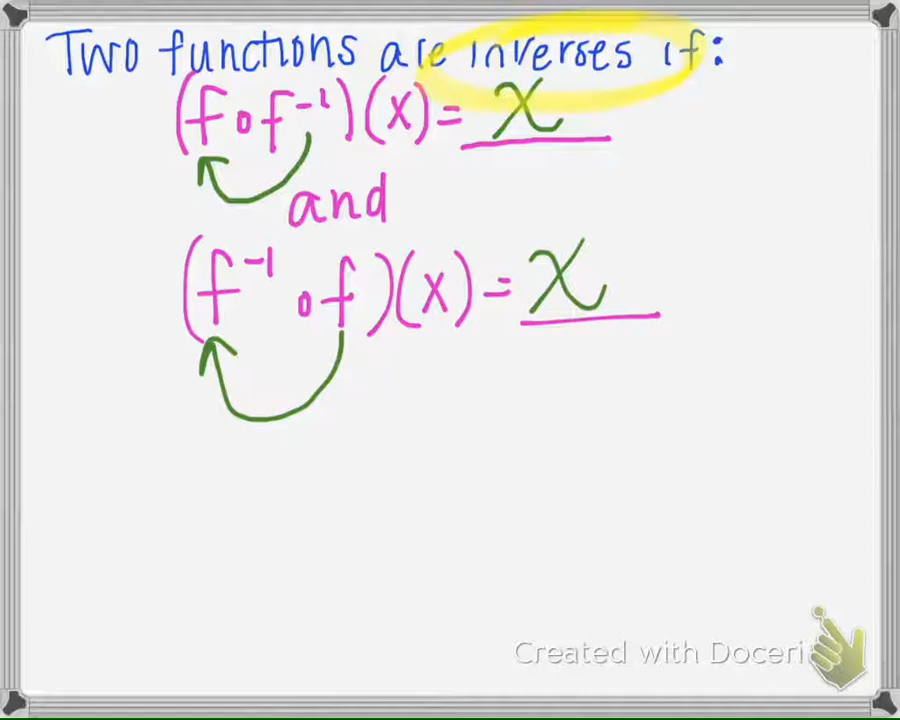 Two functions are inverses if:
(f o f⁻¹)(x) = x
and
(f⁻¹ o f)(x) = x
Created with Doceri